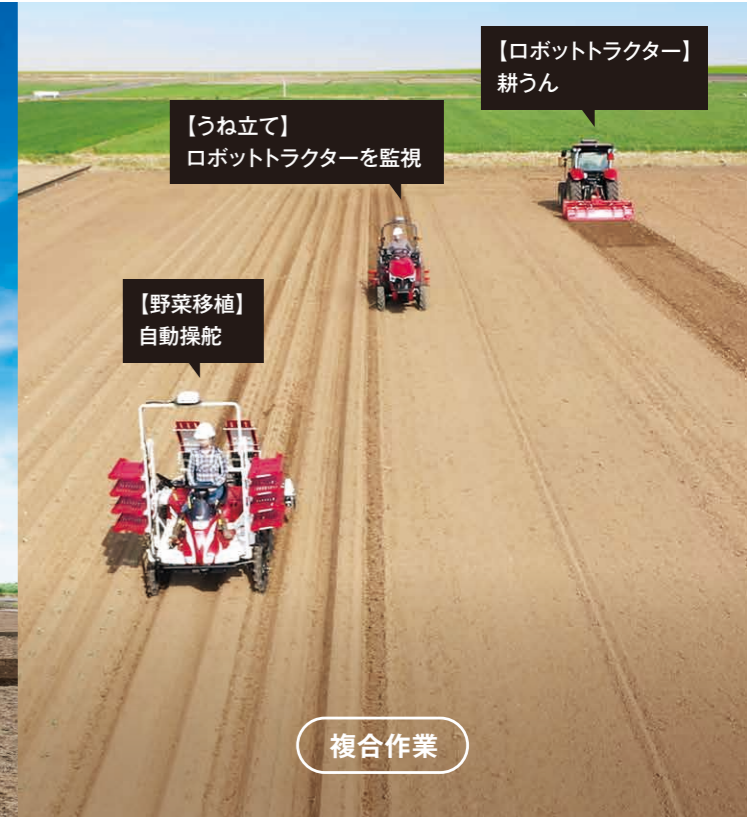 【ロボットトラクター】
耕うん
【うね立て】
ロボットトラクターを監視
【野菜移植】
自動操舵
複合作業